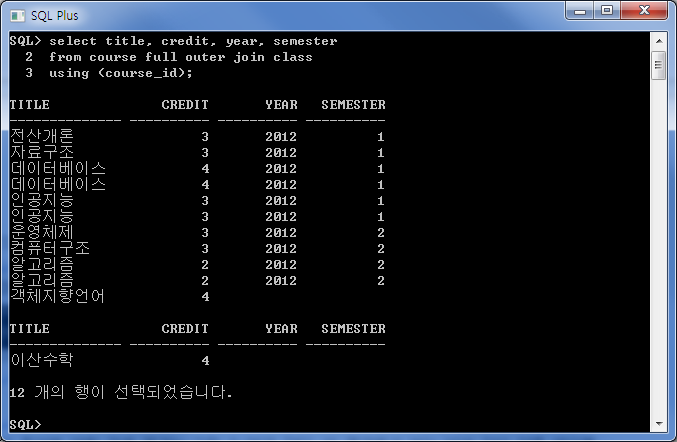 SQL Plus
SQL> select title, credit, year, semester
2 from course full outer join class
3 using (course_id);
TITLE CREDIT YEAR SEMESTER
-------------- ---------- ---------- ----------
전산개론 3 2012 1
자료구조 3 2012 1
데이터베이스 4 2012 1
데이터베이스 4 2012 1
인공지능 3 2012 1
인공지능 3 2012 1
운영체제 3 2012 2
컴퓨터구조 3 2012 2
알고리즘 2 2012 2
알고리즘 2 2012 2
객체지향언어 4
TITLE CREDIT YEAR SEMESTER
-------------- ---------- ---------- ----------
이산수학 4
12 개의 행이 선택되었습니다.
SQL>